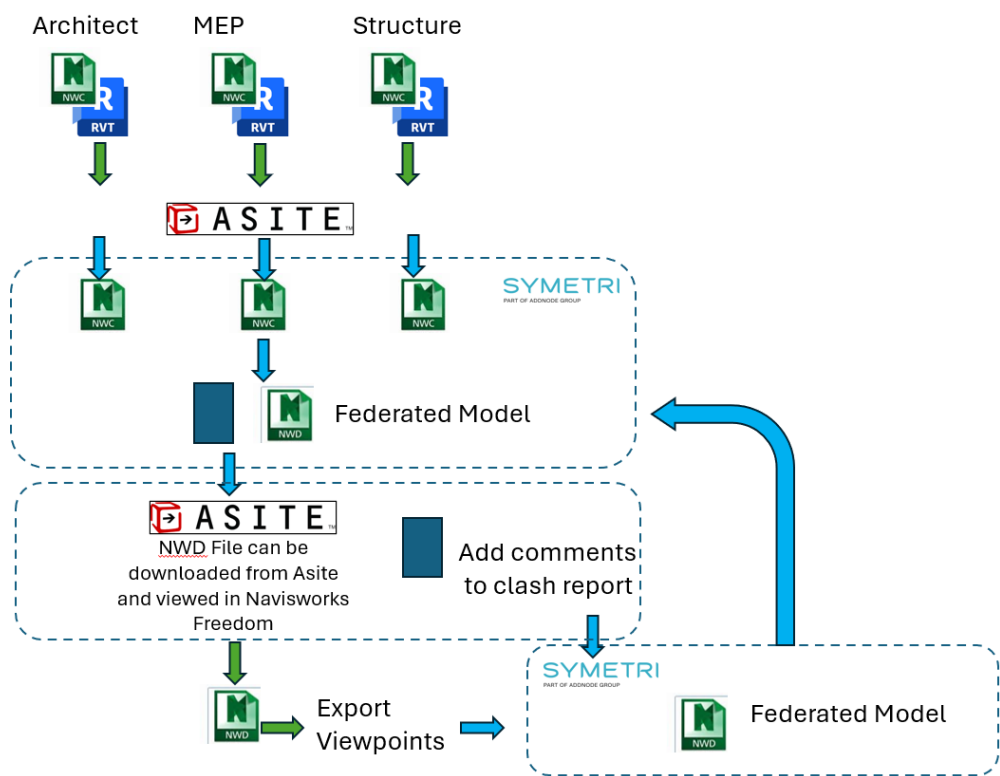 Architect MEP Structure
NWC NWC NWC
R R R
RVT RVT RVT
ASITE™
SYMETRI
PART OF ADDNODE GROUP
NWC NWC NWC
NWD
Federated Model
ASITE™
NWD File can be
downloaded from Asite
and viewed in Navisworks
Freedom
Add comments
to clash report
SYMETRI
PART OF ADDNODE GROUP
NWD
Export
Viewpoints
NWD
Federated Model